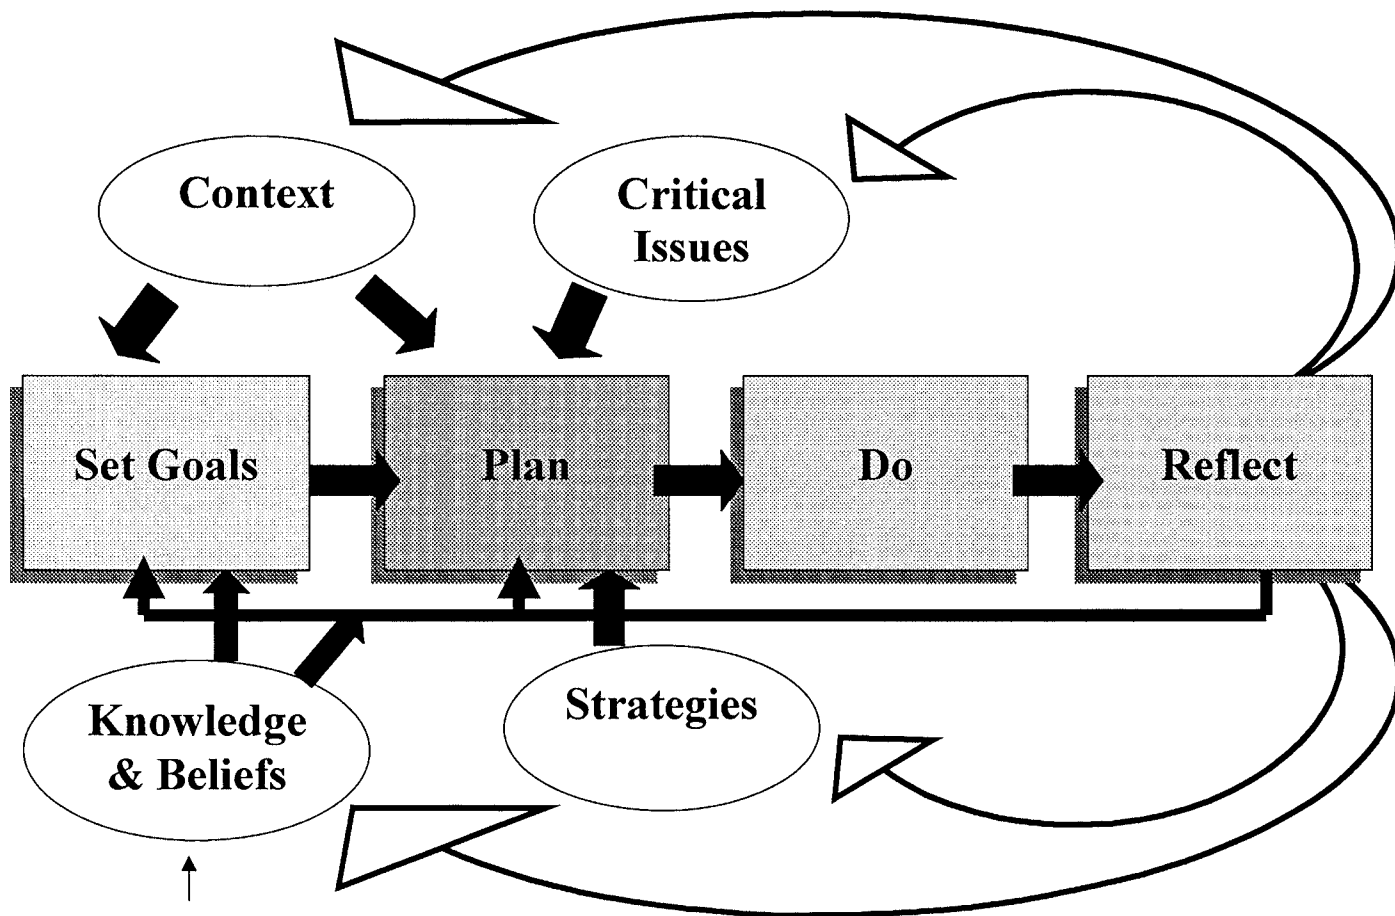 Context
Critical
Issues
Set Goals
Plan
Do
Reflect
Knowledge
& Beliefs
Strategies